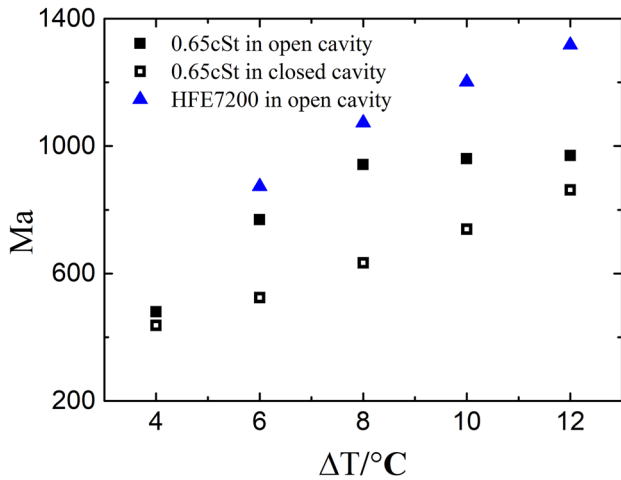 1400
0.65cSt in open cavity
0.65cSt in closed cavity
HFE7200 in open cavity
1000
Ma
600
200
4 6 8 10 12
ΔT/°C